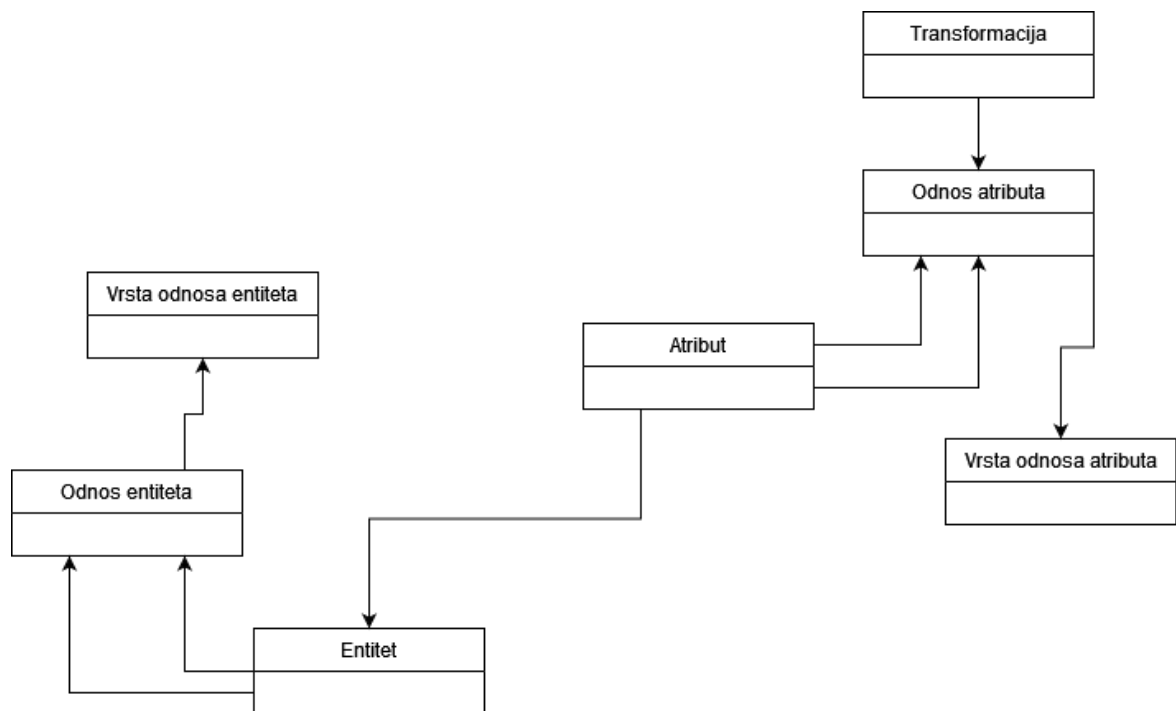 Transformacija
Odnos atributa
Vrsta odnosa entiteta
Atribut
Vrsta odnosa atributa
Odnos entiteta
Entitet